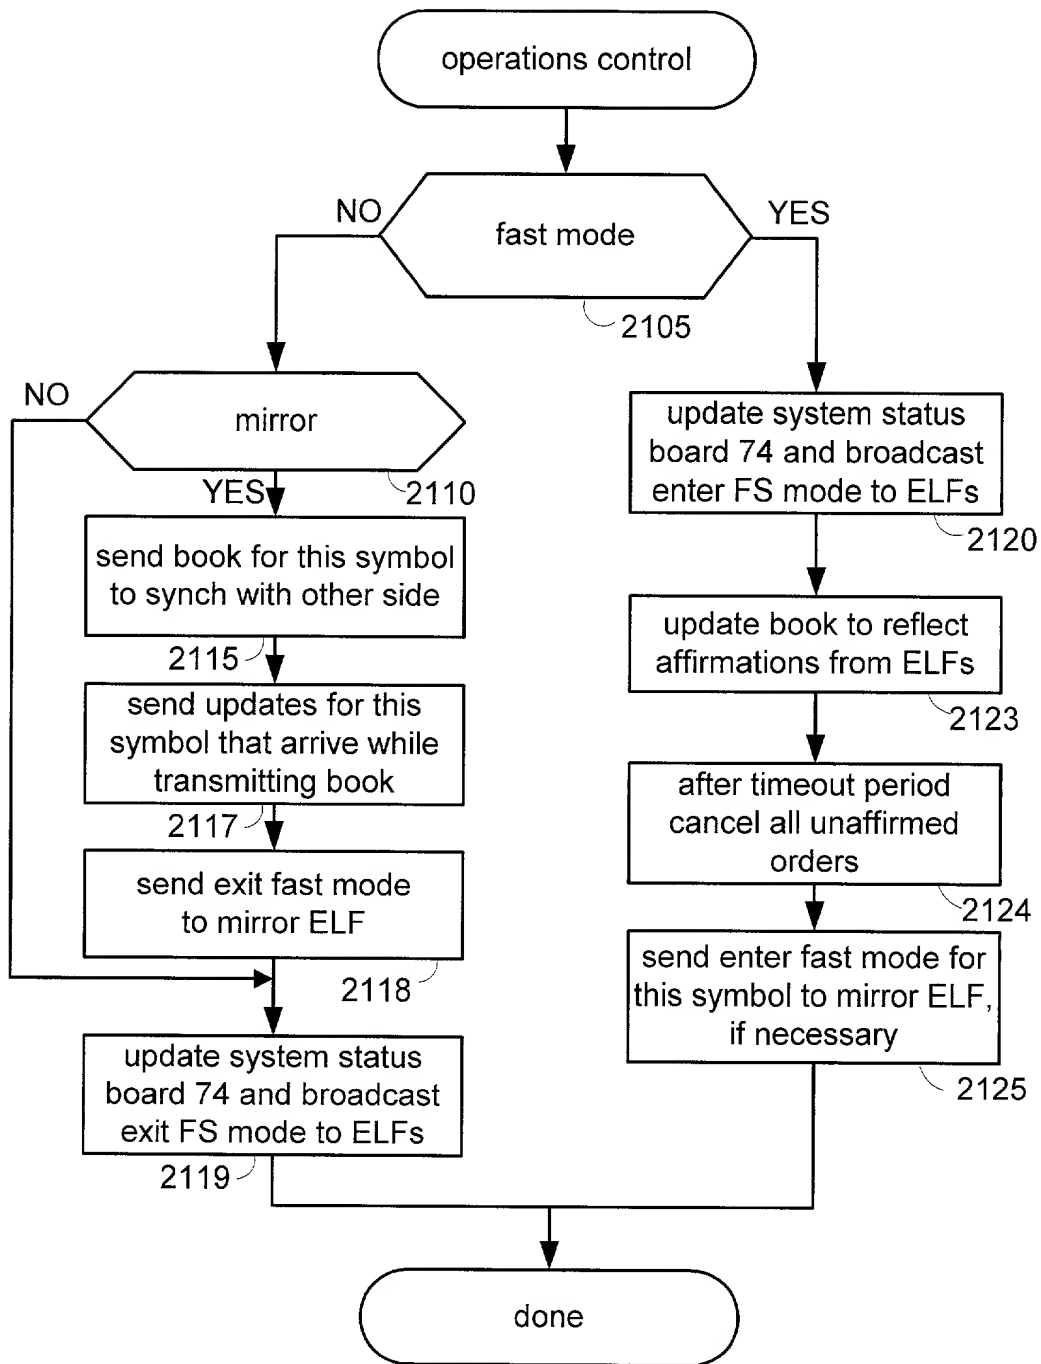 operations control
NO
YES
fast mode
2105
NO
mirror
2110
YES
send book for this symbol
to synch with other side
2115
send updates for this
symbol that arrive while
transmitting book
2117
send exit fast mode
to mirror ELF
2118
update system status
board 74 and broadcast
exit FS mode to ELFs
2119
update system status
board 74 and broadcast
enter FS mode to ELFs
2120
update book to reflect
affirmations from ELFs
2123
after timeout period
cancel all unaffirmed
orders
2124
send enter fast mode for
this symbol to mirror ELF,
if necessary
2125
done